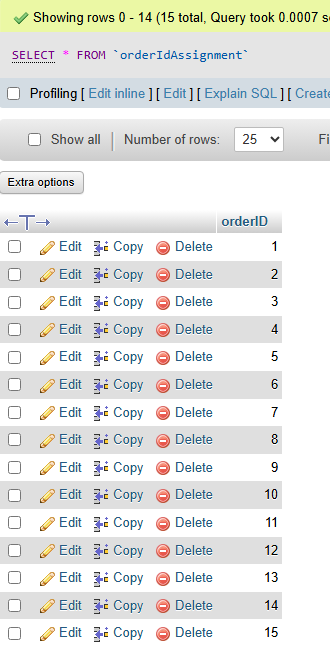 Showing rows 0 - 14 (15 total, Query took 0.0007 s
SELECT * FROM `orderIdAssignment`
Profiling [ Edit inline ] [ Edit ] [ Explain SQL ] [ Create
Show all | Number of rows: 25 Fi
Extra options
←T→ orderID
Edit Copy Delete 1
Edit Copy Delete 2
Edit Copy Delete 3
Edit Copy Delete 4
Edit Copy Delete 5
Edit Copy Delete 6
Edit Copy Delete 7
Edit Copy Delete 8
Edit Copy Delete 9
Edit Copy Delete 10
Edit Copy Delete 11
Edit Copy Delete 12
Edit Copy Delete 13
Edit Copy Delete 14
Edit Copy Delete 15